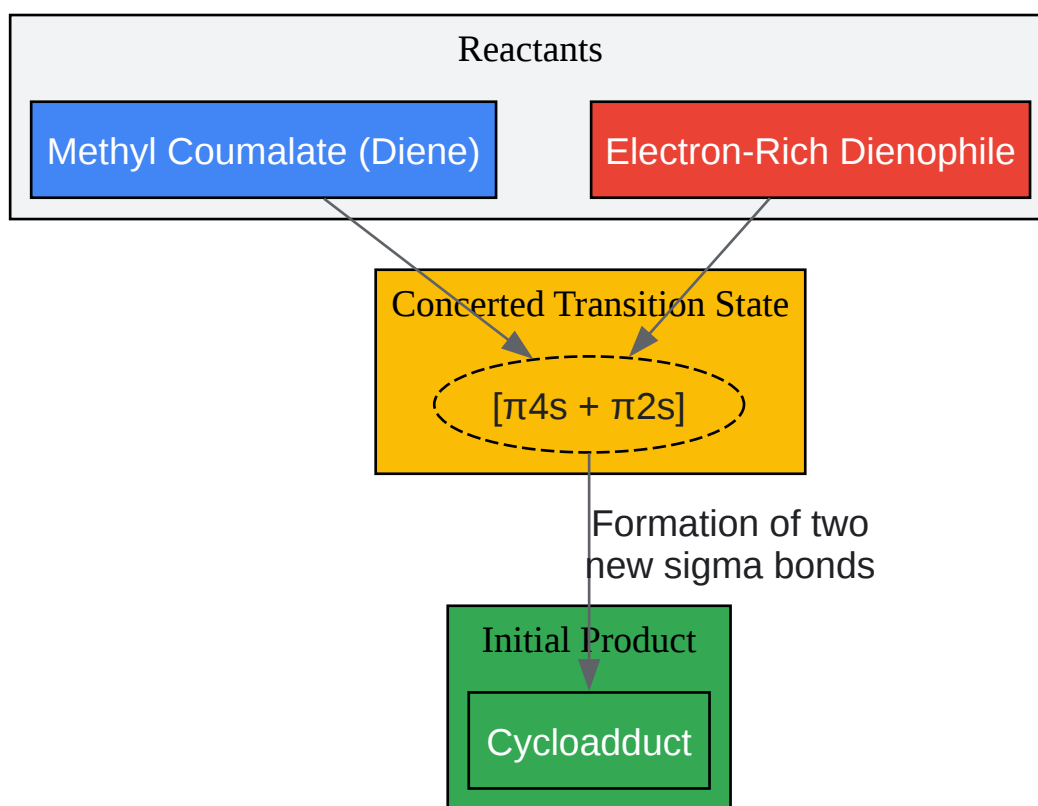 Reactants
Methyl Coumalate (Diene)
Electron-Rich Dienophile
Concerted Transition State
[π4s + π2s]
Formation of two
new sigma bonds
Initial Product
Cycloadduct